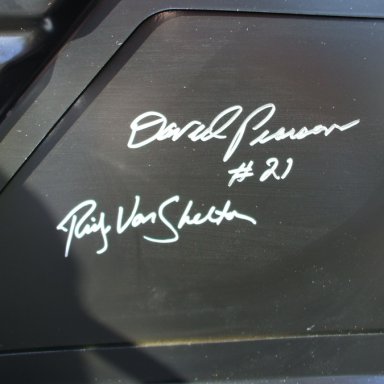 David Pearson
#21
Ricky Van Shelton